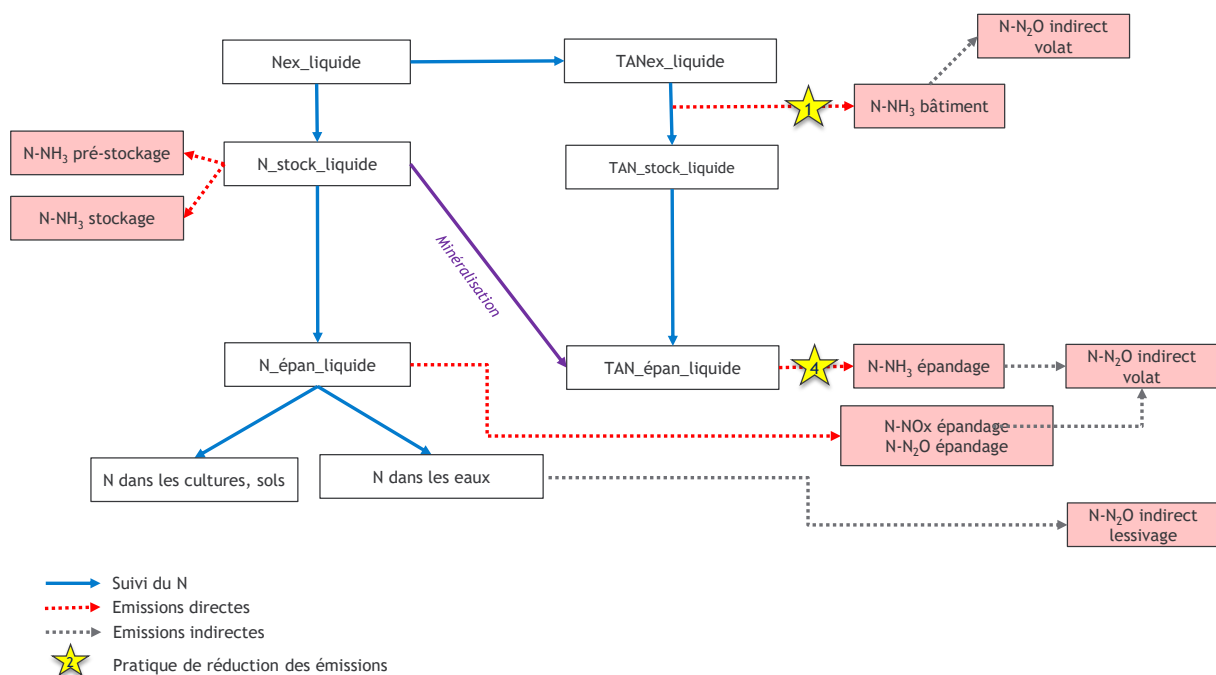 N-N₂O indirect
volat
Nex_liquide
TANex_liquide
1
N-NH₃ bâtiment
N-NH₃ pré-stockage
N_stock_liquide
TAN_stock_liquide
N-NH₃ stockage
Minéralisation
N_épan_liquide
TAN_épan_liquide
4
N-NH₃ épandage
N-N₂O indirect
volat
N-NOx épandage
N-N₂O épandage
N dans les cultures, sols
N dans les eaux
N-N₂O indirect
lessivage
Suivi du N
Emissions directes
Emissions indirectes
2
Pratique de réduction des émissions